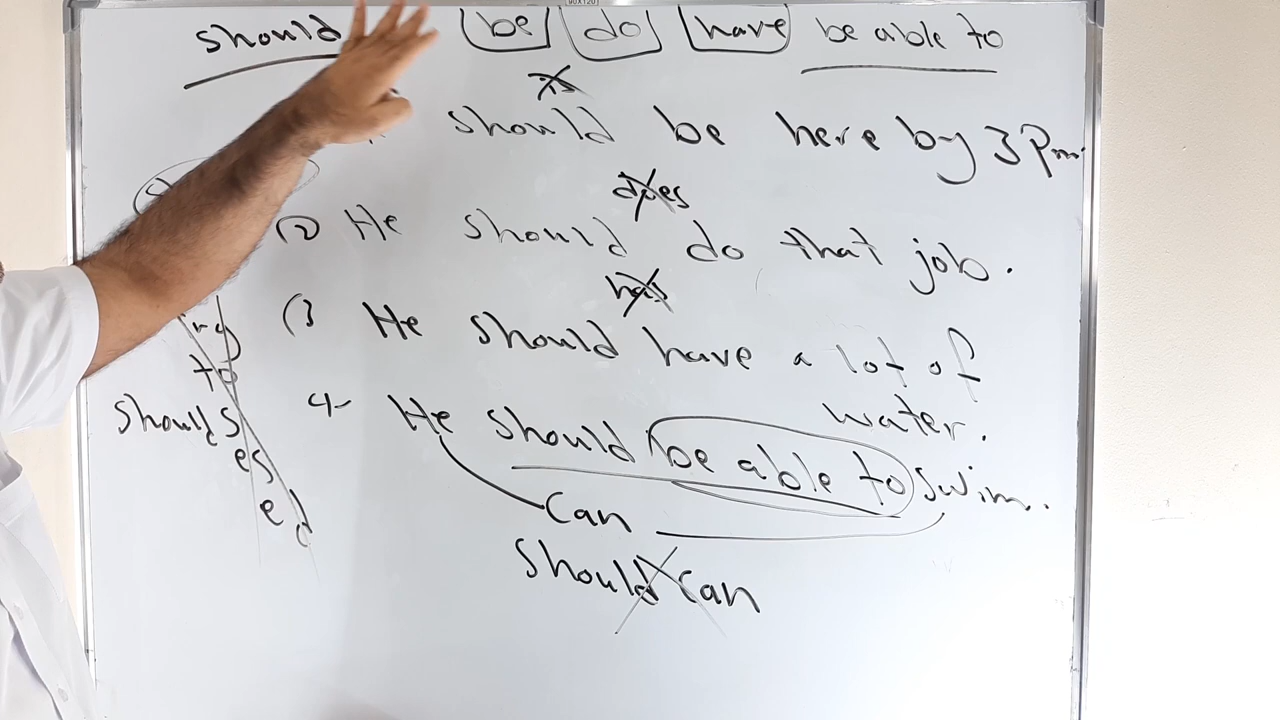 should be do have be able to
is
should be here by 3 Pm.
does
(2 He should do that job.
has
(3 He should have a lot of
water.
4- He should be able to swim.
Can
should can
ing
to
should s
es
ed